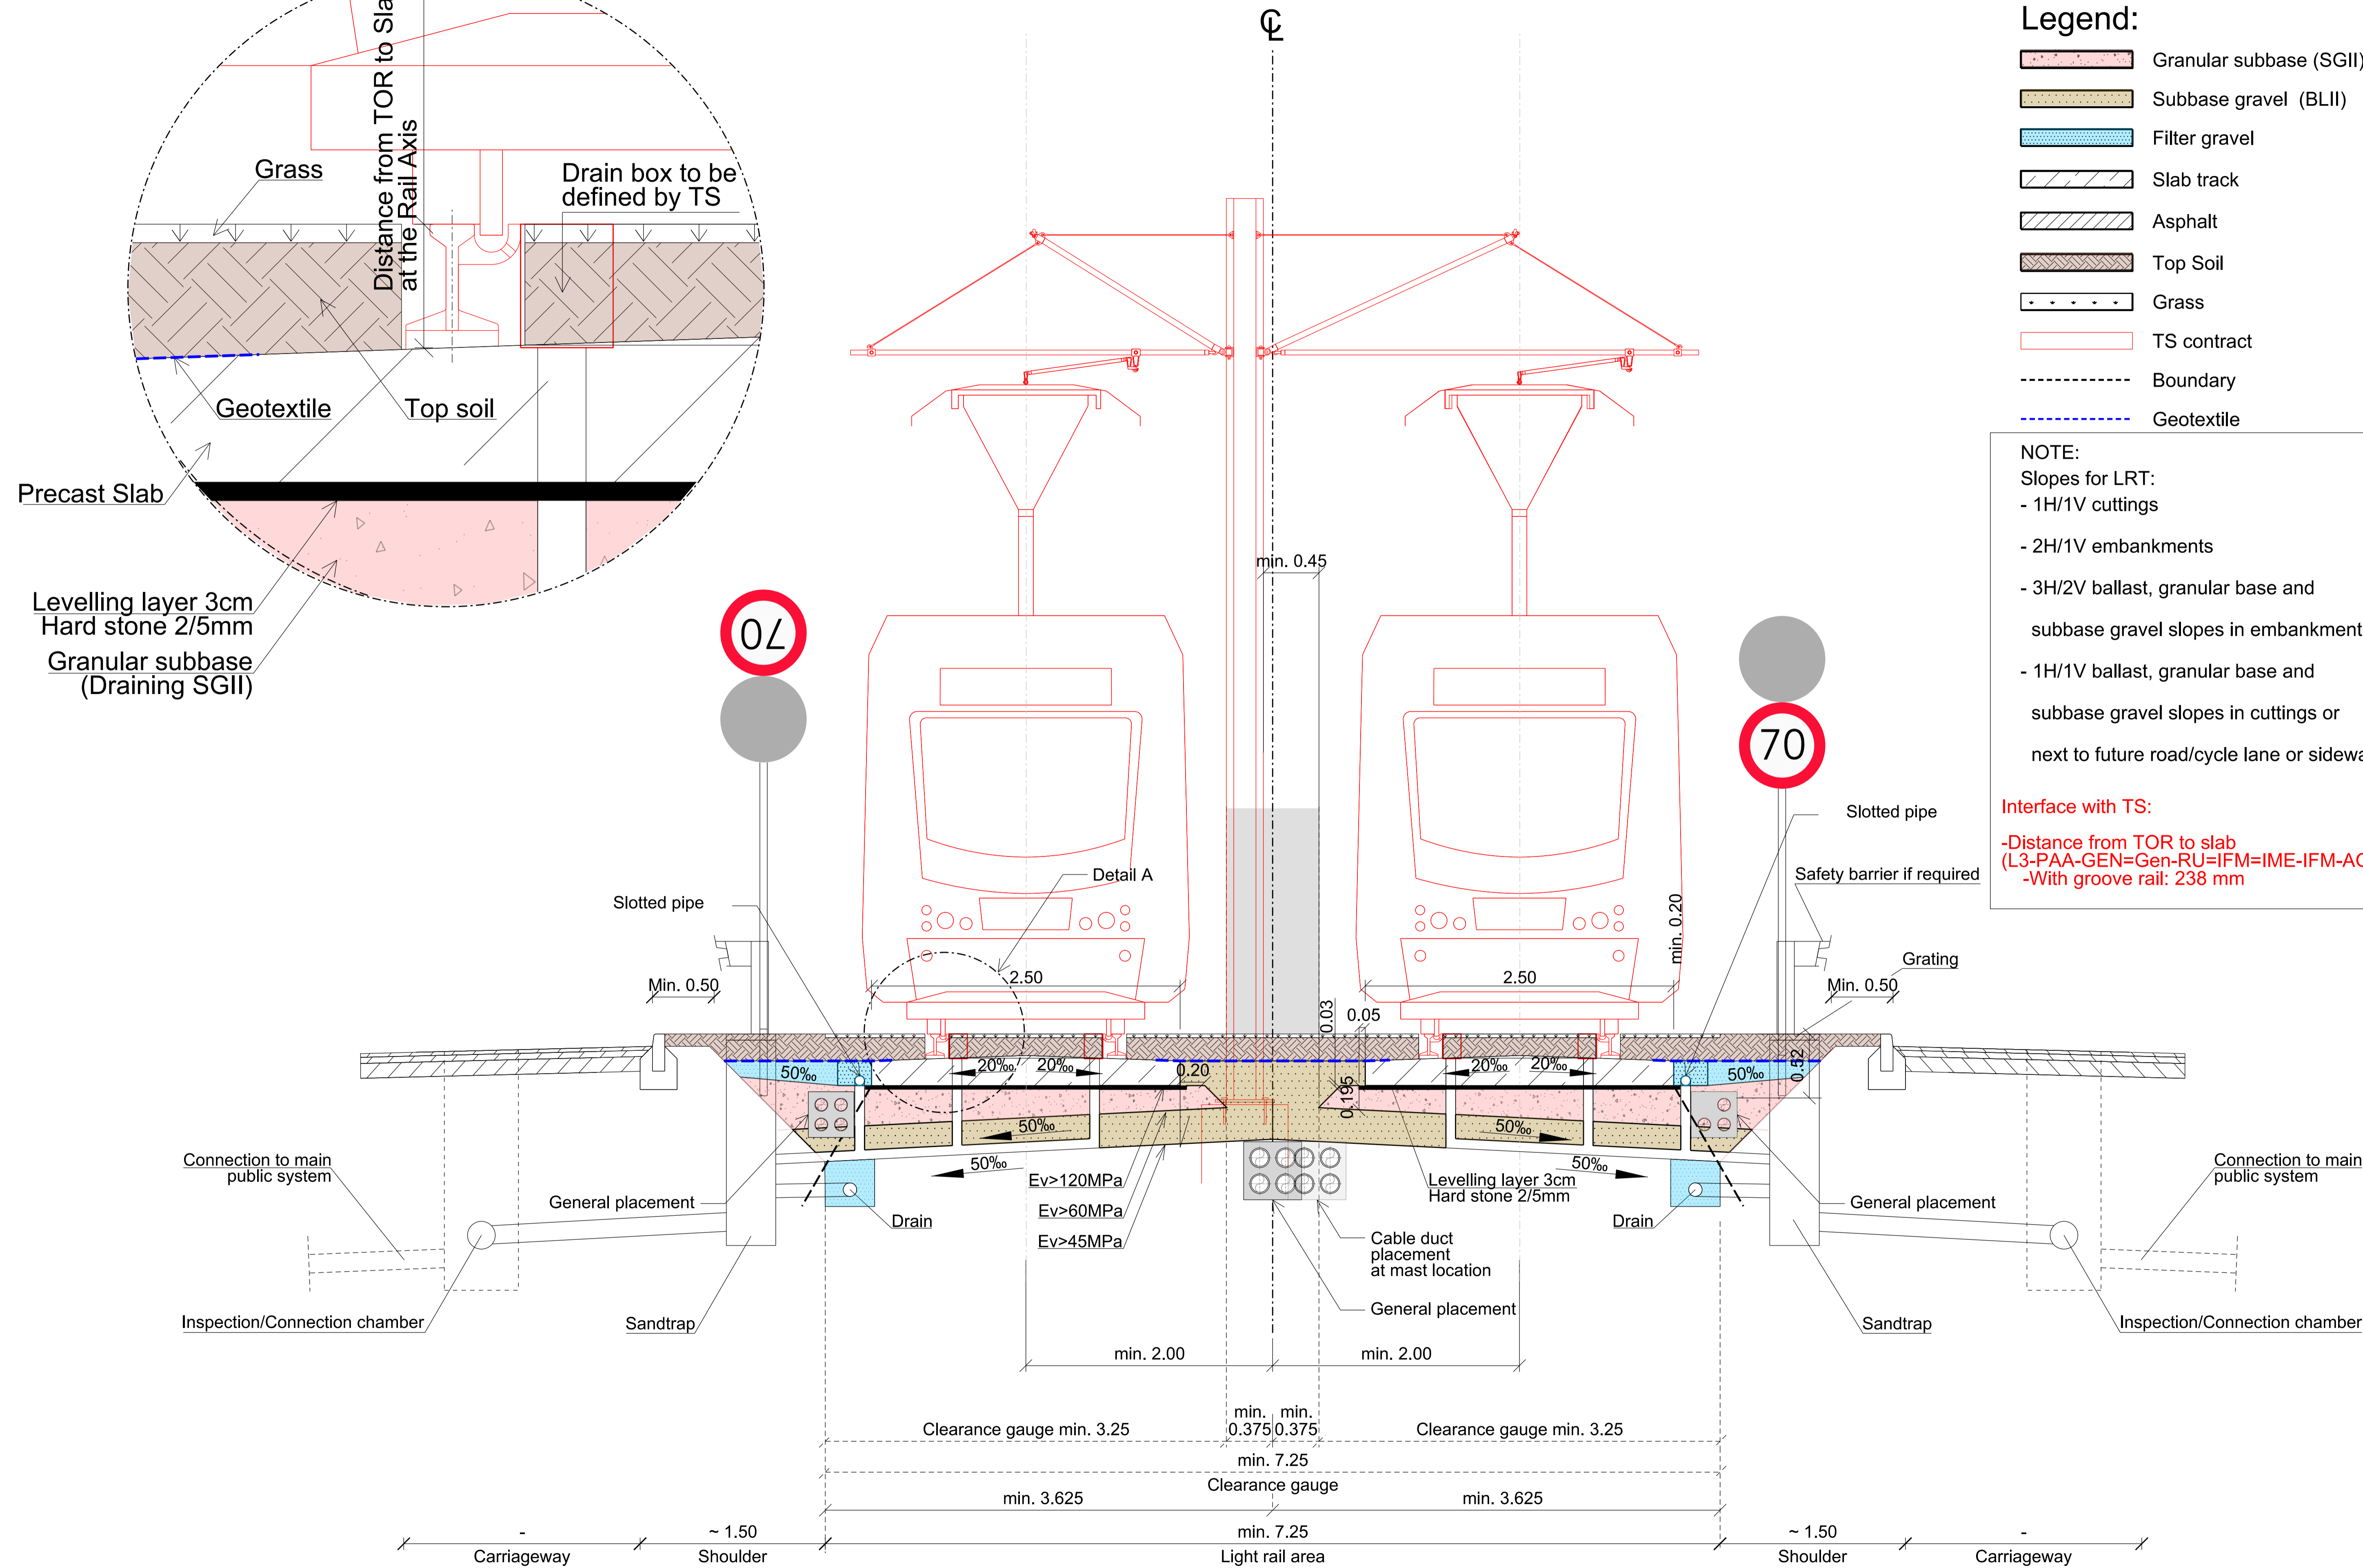 Distance from TOR to Sla
at the Rail Axis
Grass
Drain box to be
defined by TS
Geotextile
Top soil
Precast Slab
Levelling layer 3cm
Hard stone 2/5mm
Granular subbase
(Draining SGII)
℄
Legend:
Granular subbase (SGII)
Subbase gravel (BLII)
Filter gravel
Slab track
Asphalt
Top Soil
Grass
TS contract
Boundary
Geotextile
NOTE:
Slopes for LRT:
- 1H/1V cuttings
- 2H/1V embankments
- 3H/2V ballast, granular base and
subbase gravel slopes in embankment
- 1H/1V ballast, granular base and
subbase gravel slopes in cuttings or
next to future road/cycle lane or sidewa
Interface with TS:
-Distance from TOR to slab
(L3-PAA-GEN=Gen-RU=IFM=IME-IFM-AC
-With groove rail: 238 mm
min. 0.45
70
70
Slotted pipe
Safety barrier if required
Grating
Min. 0.50
Detail A
Slotted pipe
Min. 0.50
2.50
2.50
min. 0.20
0.03
0.05
0.20
0.195
0.52
50‰
20‰
20‰
20‰
20‰
50‰
50‰
50‰
50‰
50‰
Connection to main
public system
General placement
Drain
Ev>120MPa
Ev>60MPa
Ev>45MPa
Levelling layer 3cm
Hard stone 2/5mm
Cable duct
placement
at mast location
General placement
Drain
General placement
Connection to main
public system
Inspection/Connection chamber
Sandtrap
Sandtrap
Inspection/Connection chamber
min. 2.00
min. 2.00
Clearance gauge min. 3.25
min.
0.375
min.
0.375
Clearance gauge min. 3.25
min. 7.25
Clearance gauge
min. 3.625
min. 3.625
-
~ 1.50
min. 7.25
~ 1.50
-
Carriageway
Shoulder
Light rail area
Shoulder
Carriageway